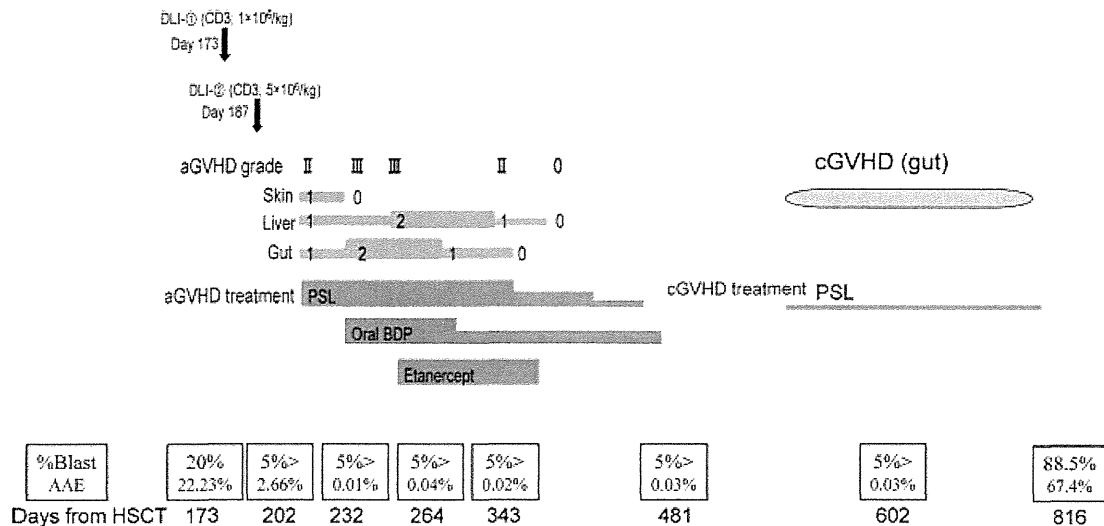 DLI-① (CD3, 1×10⁶/kg)
Day 173
DLI-② (CD3, 5×10⁶/kg)
Day 187
aGVHD grade Ⅱ Ⅲ Ⅲ Ⅱ 0
cGVHD (gut)
Skin 1 0
Liver 1 2 1 0
Gut 1 2 1 0
aGVHD treatment PSL
cGVHD treatment PSL
Oral BDP
Etanercept
%Blast 20% 5%> 5%> 5%> 5%> 5%> 5%> 88.5%
AAE 22.23% 2.66% 0.01% 0.04% 0.02% 0.03% 0.03% 67.4%
Days from HSCT 173 202 232 264 343 481 602 816